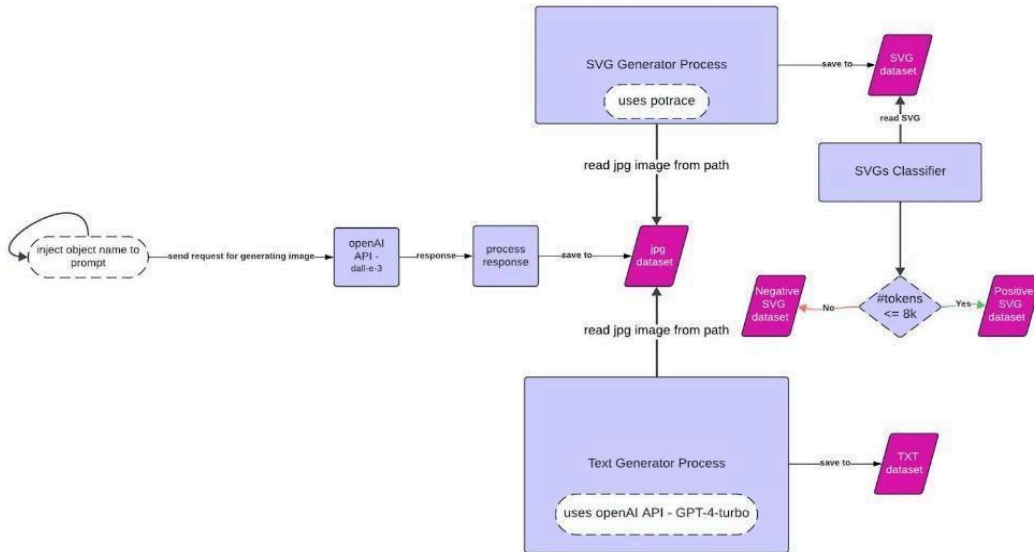 SVG Generator Process
uses potrace
save to
SVG
dataset
read SVG
SVGs Classifier
read jpg image from path
inject object name to
prompt
send request for generating image
openAI
API -
dall-e-3
response
process
response
save to
jpg
dataset
Negative
SVG
dataset
No
#tokens
<= 8k
Yes
Positive
SVG
dataset
read jpg image from path
Text Generator Process
uses openAI API - GPT-4-turbo
save to
TXT
dataset